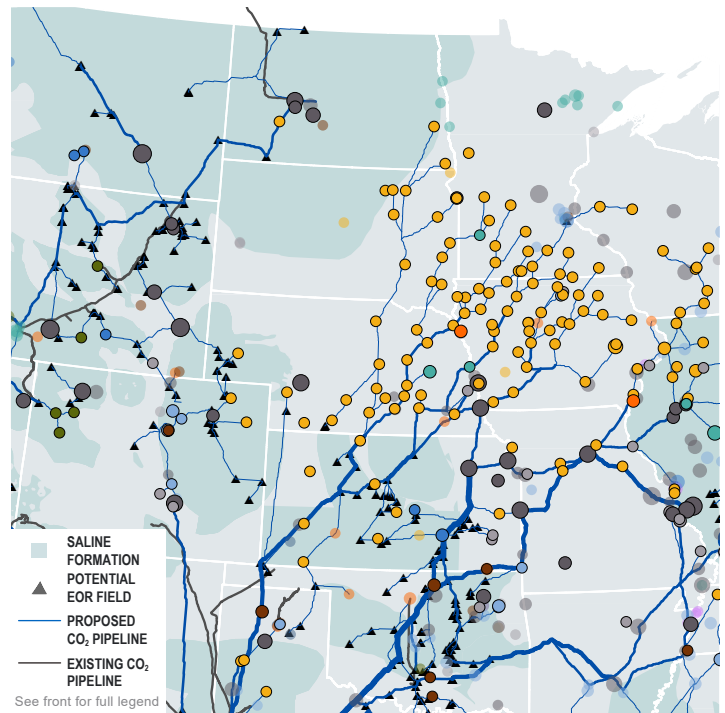 SALINE
FORMATION
POTENTIAL
EOR FIELD
PROPOSED
CO₂ PIPELINE
EXISTING CO₂
PIPELINE
See front for full legend